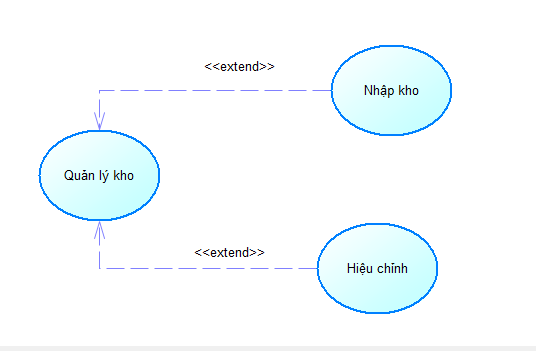 <<extend>>
Nhập kho
Quản lý kho
<<extend>>
Hiệu chỉnh